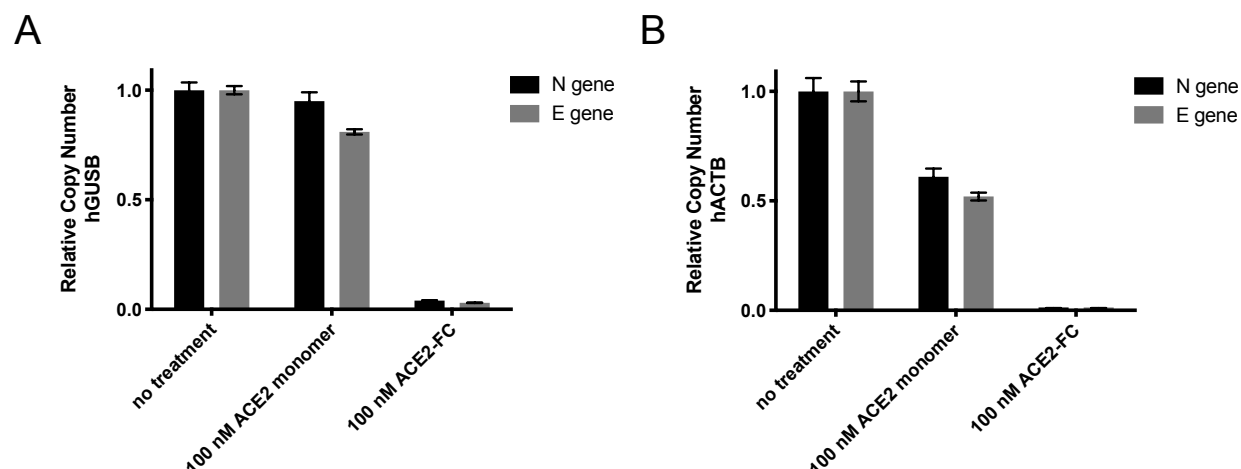 A
Relative Copy Number
hGUSB
1.0
0.5
0.0
N gene
E gene
no treatment
100 nM ACE2 monomer
100 nM ACE2-FC
B
Relative Copy Number
hACTB
1.0
0.5
0.0
N gene
E gene
no treatment
100 nM ACE2 monomer
100 nM ACE2-FC